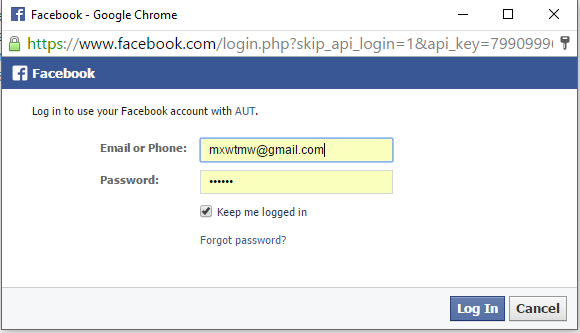 Facebook - Google Chrome
https://www.facebook.com/login.php?skip_api_login=1&api_key=7990999
Facebook
Log in to use your Facebook account with AUT.
Email or Phone: mxwtmw@gmail.com
Password: ••••••
Keep me logged in
Forgot password?
Log In Cancel